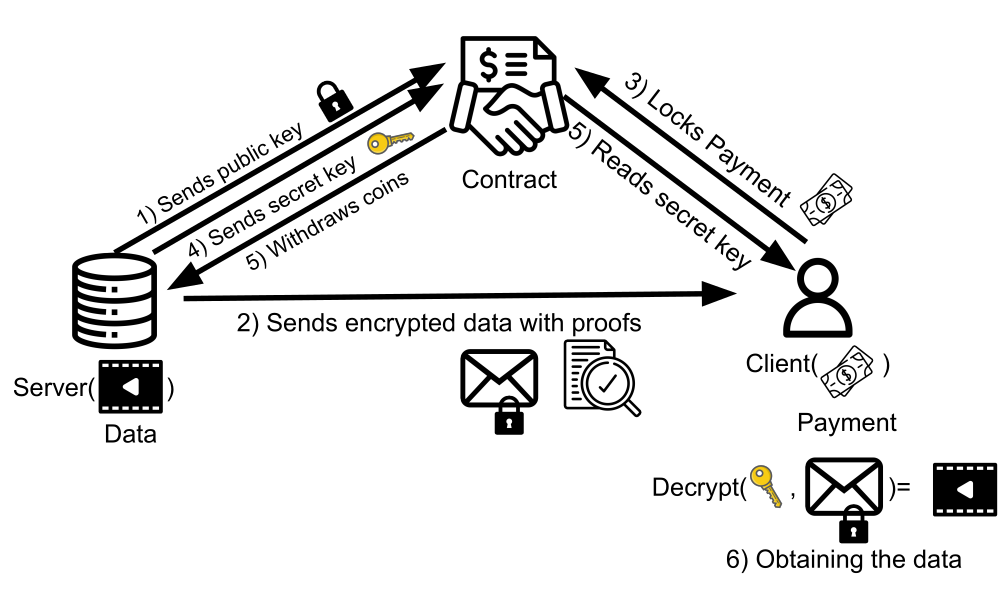 1) Sends public key
4) Sends secret key
5) Withdraws coins
$
Contract
3) Locks Payment
$
5) Reads secret key
2) Sends encrypted data with proofs
Server( )
Data
Client( $ )
Payment
Decrypt( , )=
6) Obtaining the data